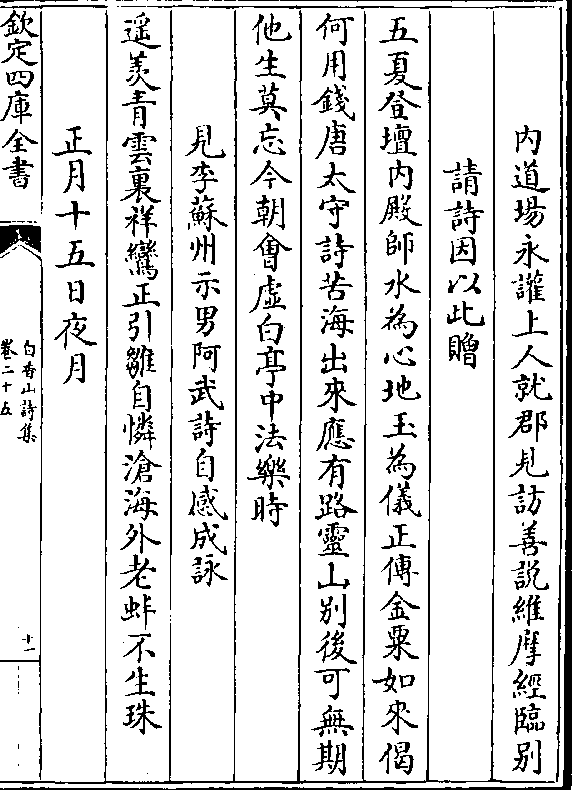 內道場永讙上人就郡見訪善說維摩經臨别
請詩因以此贈
五夏登壇内殿師水為心地玉為儀正傳金粟如來偈
何用錢唐太守詩苦海出來應有路靈山别後可無期
他生莫忘今朝會虛白亭中法樂時
見李蘇州示男阿武詩自感成詠
遥羨青雲裏祥鸞正引雛自憐滄海外老蚌不生珠
正月十五日夜月
欽定四庫全書
白香山詩集
卷二十五
十一